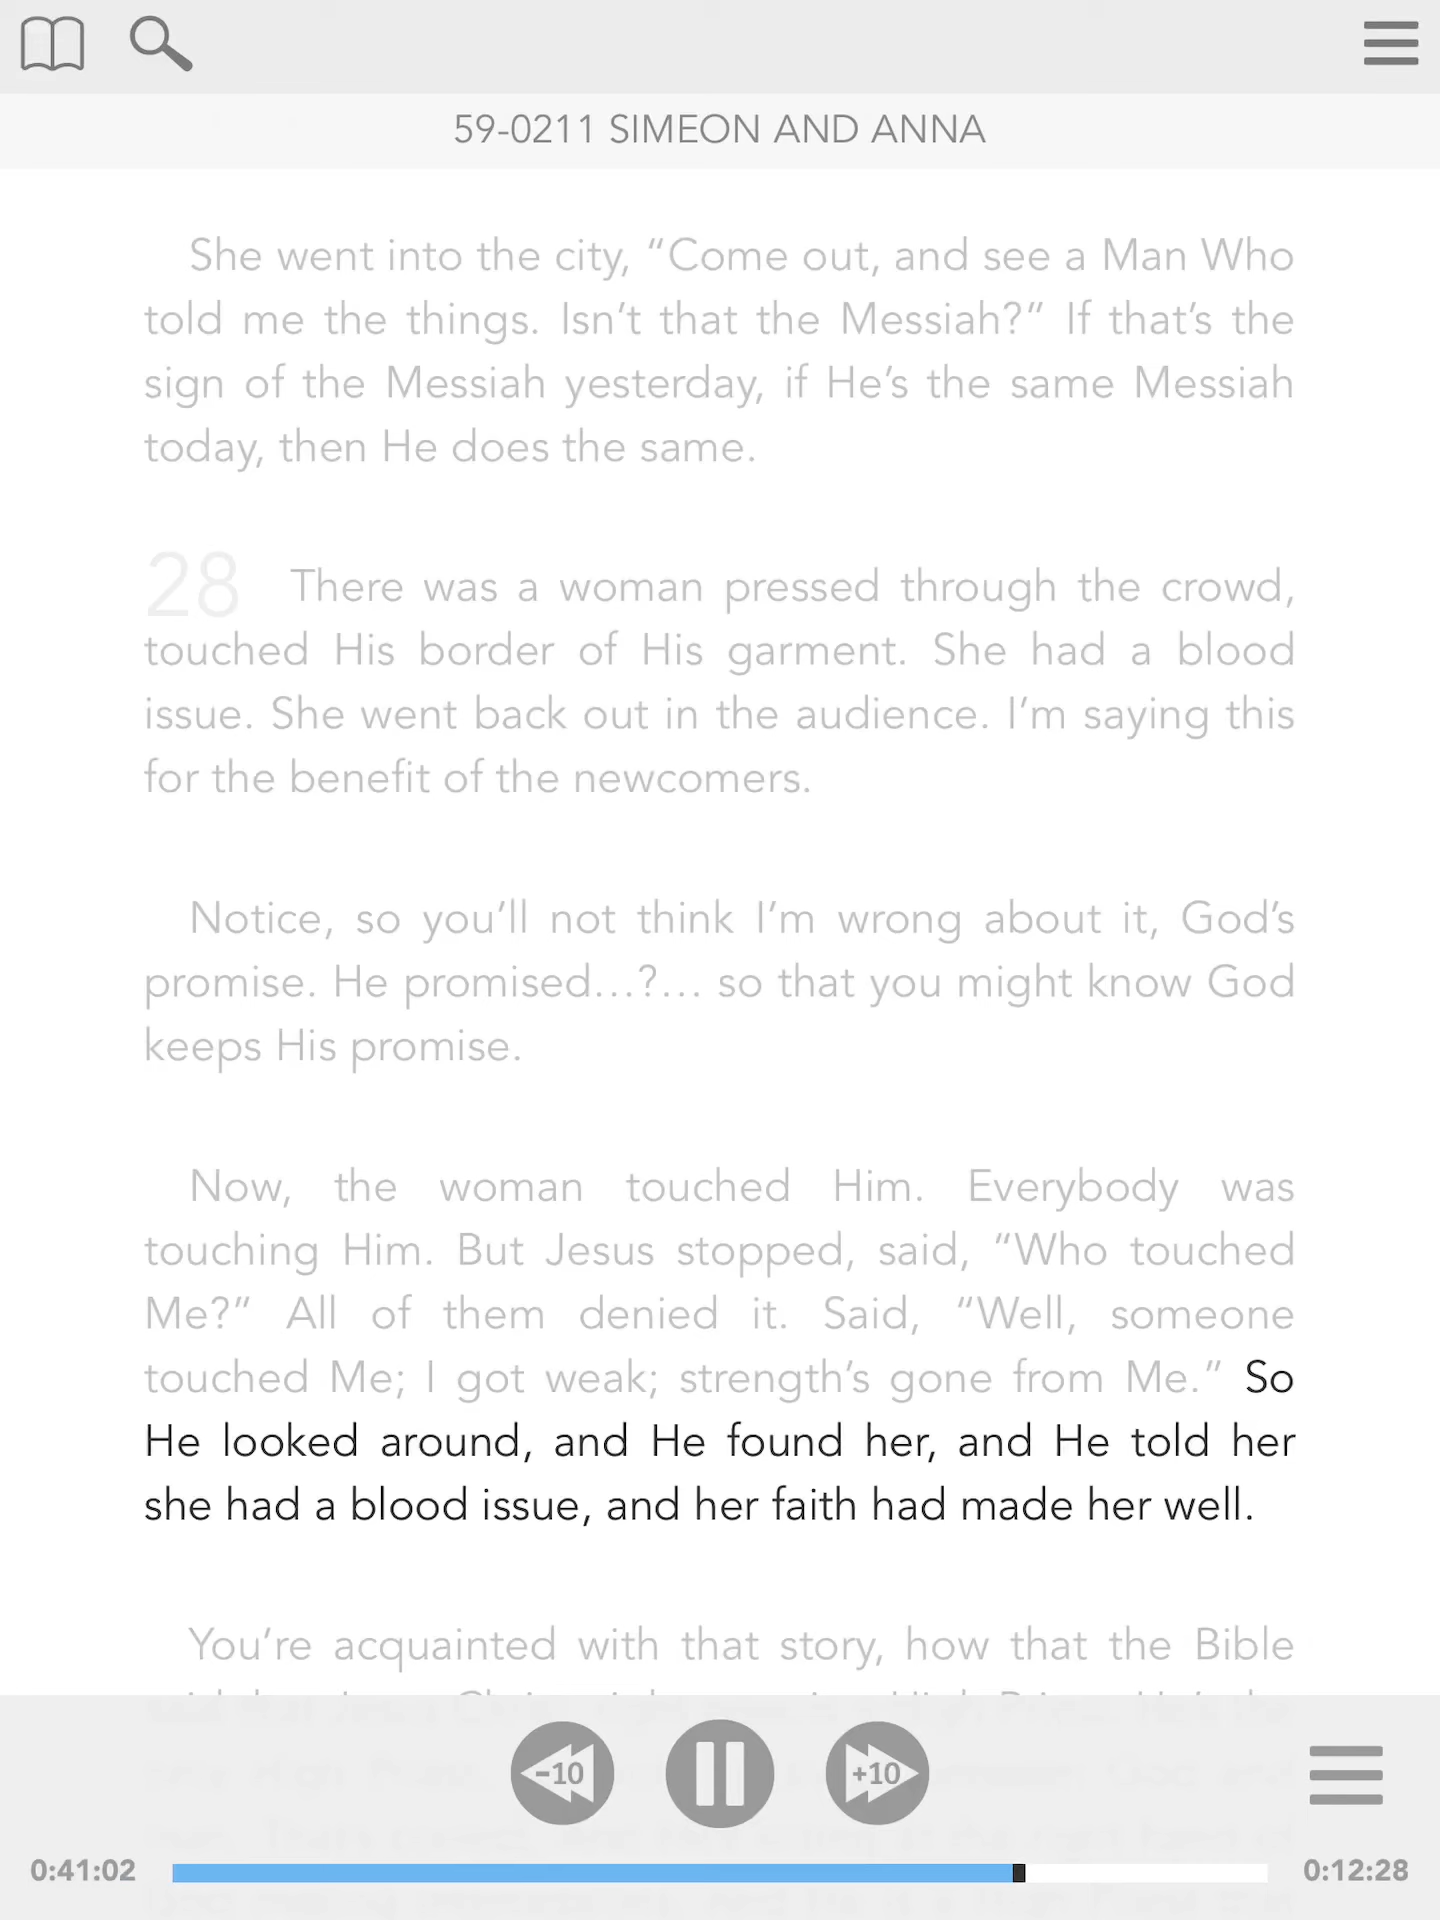 59-0211 SIMEON AND ANNA
She went into the city, “Come out, and see a Man Who
told me the things. Isn’t that the Messiah?” If that’s the
sign of the Messiah yesterday, if He’s the same Messiah
today, then He does the same.
28 There was a woman pressed through the crowd,
touched His border of His garment. She had a blood
issue. She went back out in the audience. I’m saying this
for the benefit of the newcomers.
Notice, so you’ll not think I’m wrong about it, God’s
promise. He promised…?… so that you might know God
keeps His promise.
Now, the woman touched Him. Everybody was
touching Him. But Jesus stopped, said, “Who touched
Me?” All of them denied it. Said, “Well, someone
touched Me; I got weak; strength’s gone from Me.” So
He looked around, and He found her, and He told her
she had a blood issue, and her faith had made her well.
You’re acquainted with that story, how that the Bible
-10 +10
0:41:02 0:12:28